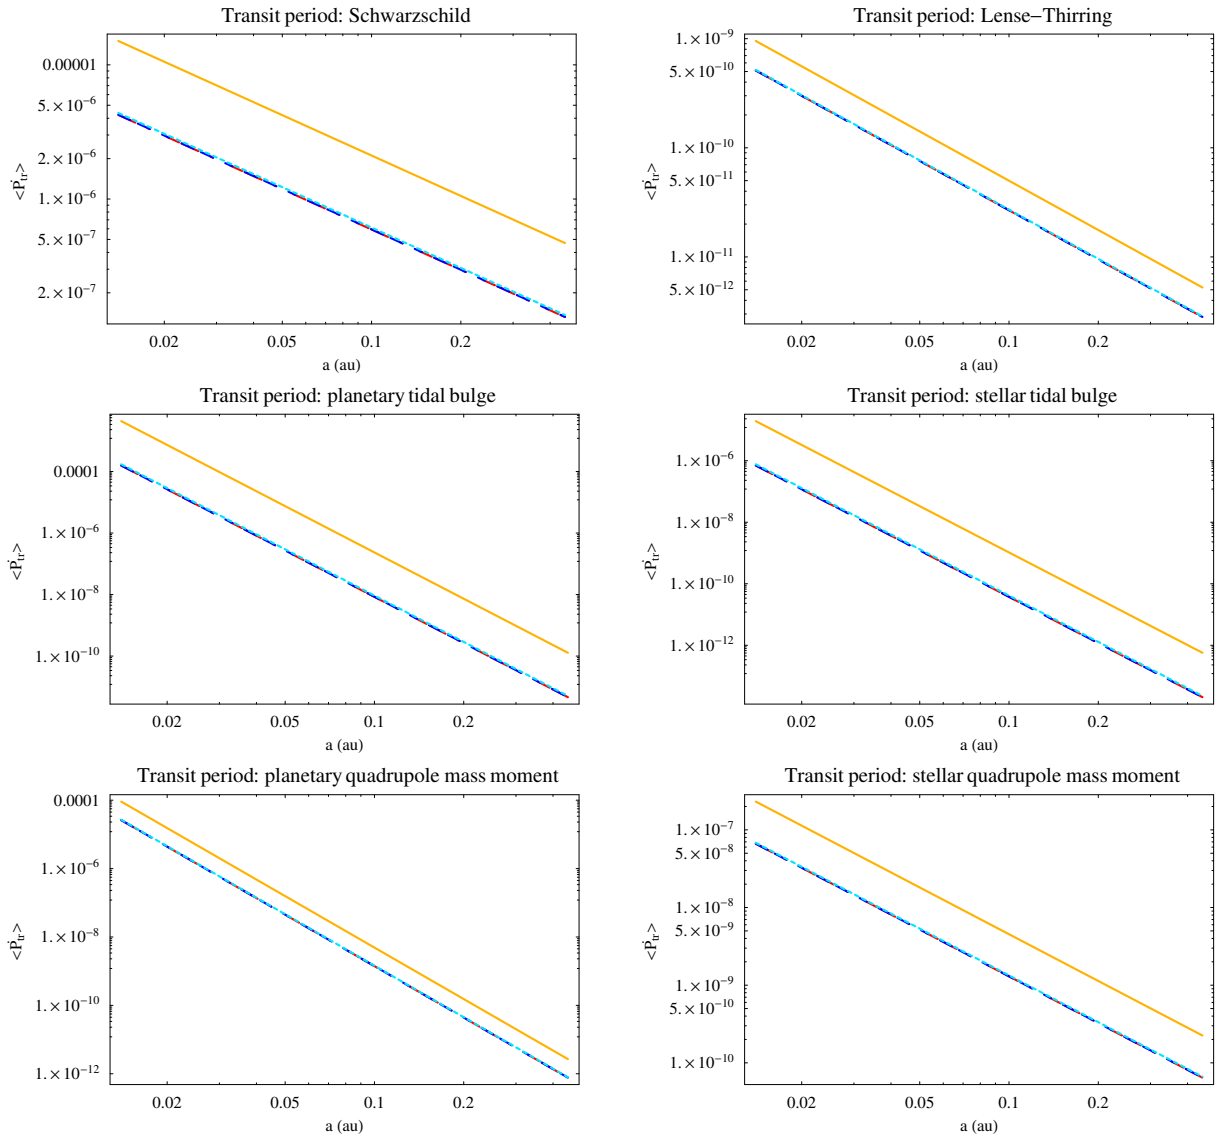 Transit period: Schwarzschild
0.00001
5. × 10⁻⁶
2. × 10⁻⁶
1. × 10⁻⁶
5. × 10⁻⁷
2. × 10⁻⁷
<Ṗtr>
0.02 0.05 0.1 0.2
a (au)
Transit period: Lense−Thirring
1. × 10⁻⁹
5. × 10⁻¹⁰
1. × 10⁻¹⁰
5. × 10⁻¹¹
1. × 10⁻¹¹
5. × 10⁻¹²
<Ṗtr>
0.02 0.05 0.1 0.2
a (au)
Transit period: planetary tidal bulge
0.0001
1. × 10⁻⁶
1. × 10⁻⁸
1. × 10⁻¹⁰
<Ṗtr>
0.02 0.05 0.1 0.2
a (au)
Transit period: stellar tidal bulge
1. × 10⁻⁶
1. × 10⁻⁸
1. × 10⁻¹⁰
1. × 10⁻¹²
<Ṗtr>
0.02 0.05 0.1 0.2
a (au)
Transit period: planetary quadrupole mass moment
0.0001
1. × 10⁻⁶
1. × 10⁻⁸
1. × 10⁻¹⁰
1. × 10⁻¹²
<Ṗtr>
0.02 0.05 0.1 0.2
a (au)
Transit period: stellar quadrupole mass moment
1. × 10⁻⁷
5. × 10⁻⁸
1. × 10⁻⁸
5. × 10⁻⁹
1. × 10⁻⁹
5. × 10⁻¹⁰
1. × 10⁻¹⁰
<Ṗtr>
0.02 0.05 0.1 0.2
a (au)